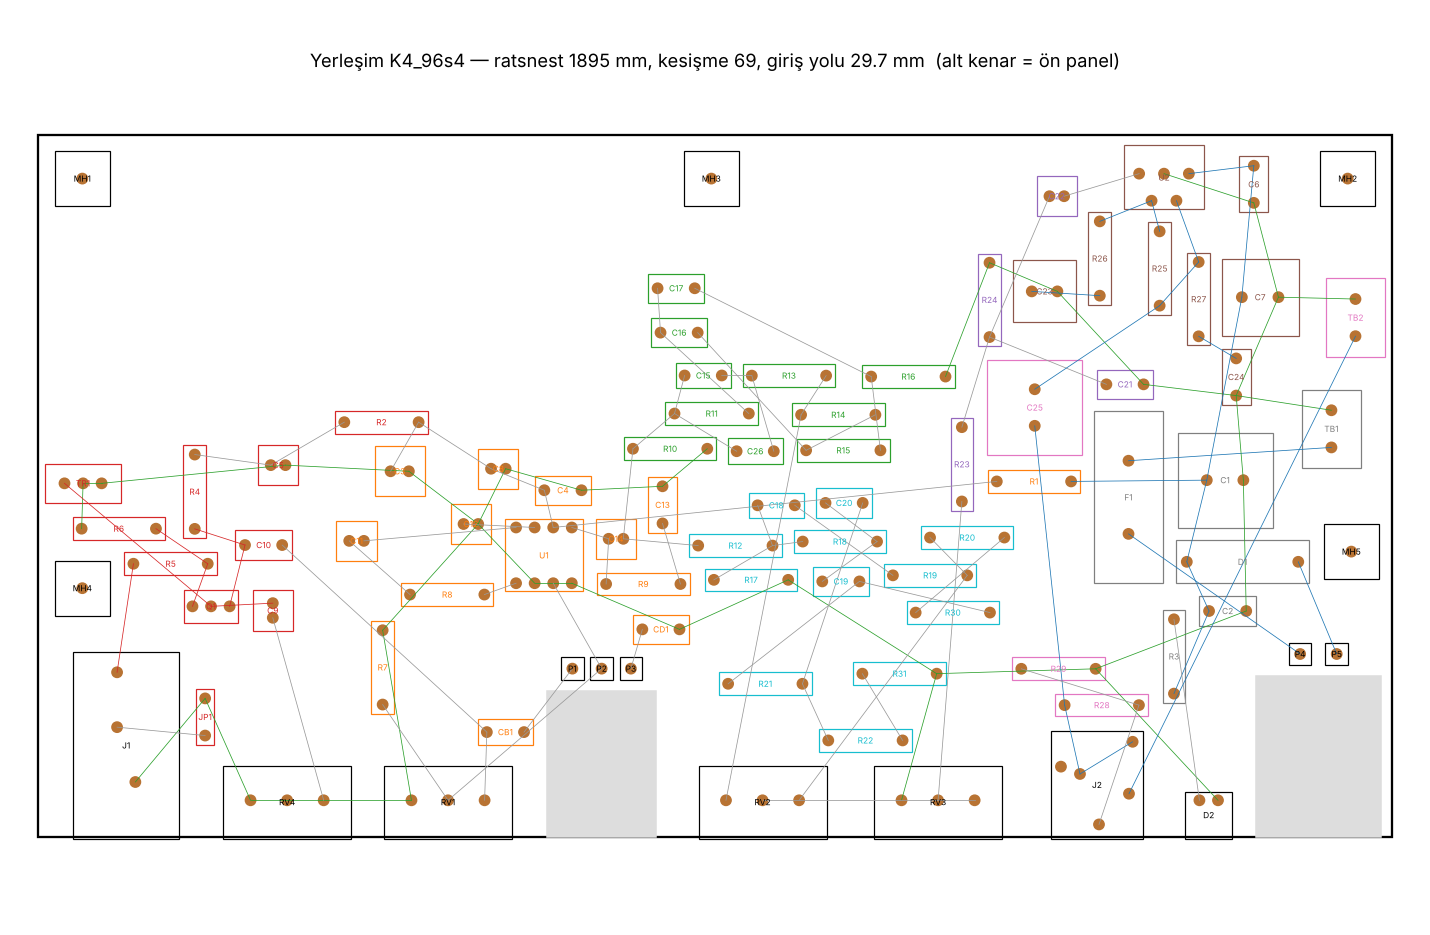 Yerleşim K4_96s4 — ratsnest 1895 mm, kesişme 69, giriş yolu 29.7 mm  (alt kenar = ön panel)
MH1
MH3
MH2
C6
R26
R25
R24
C17
C7
R27
TB2
C16
C15
R13
R16
C24
C21
R11
R14
C25
R2
TB1
R10
C26
R15
R23
R4
R1
C1
C4
F1
C13
C18
C20
R6
R20
C10
R12
R18
MH5
U1
D1
R5
R19
R17
C19
MH4
R9
R8
C2
R30
CD1
P4
P5
R3
R7
P1
P2
P3
R29
R31
R21
R28
JP1
CB1
R22
J1
J2
RV4
RV1
RV2
RV3
D2